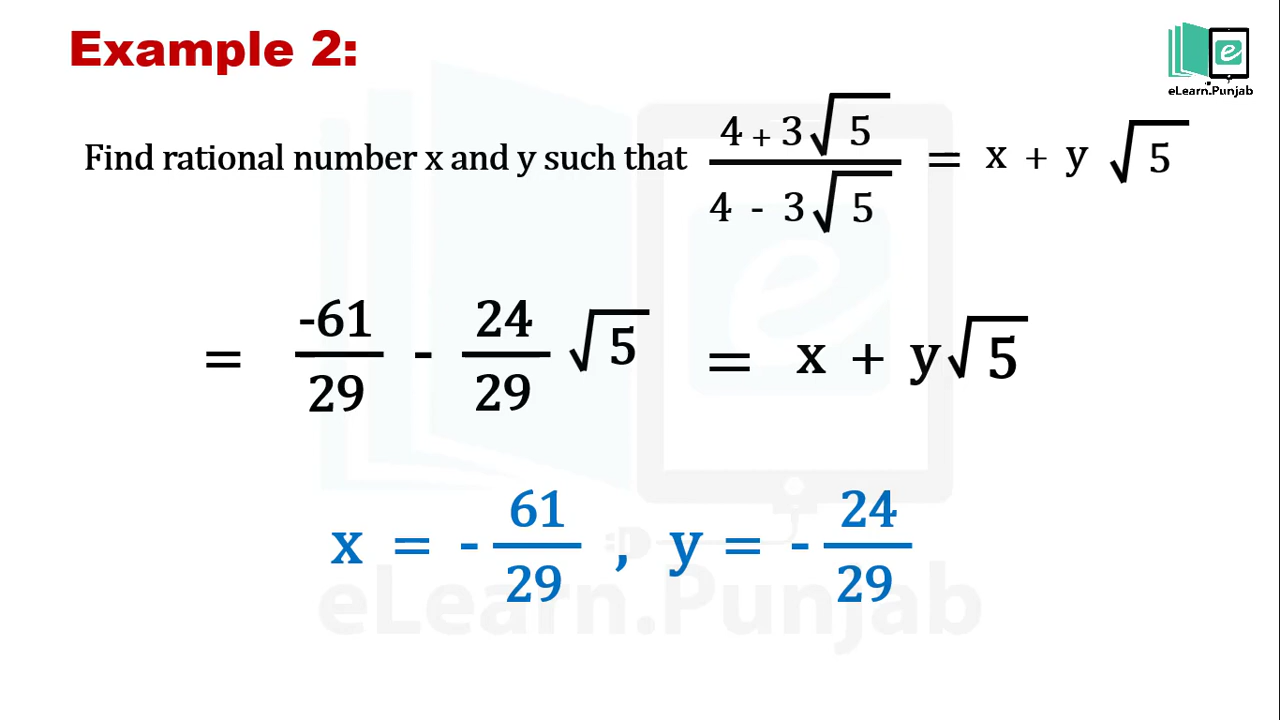 Example 2:
eLearn.Punjab
Find rational number x and y such that (4 + 3√5)/(4 - 3√5) = x + y √5
= -61/29 - 24/29 √5 = x + y√5
x = - 61/29 , y = - 24/29
eLearn.Punjab